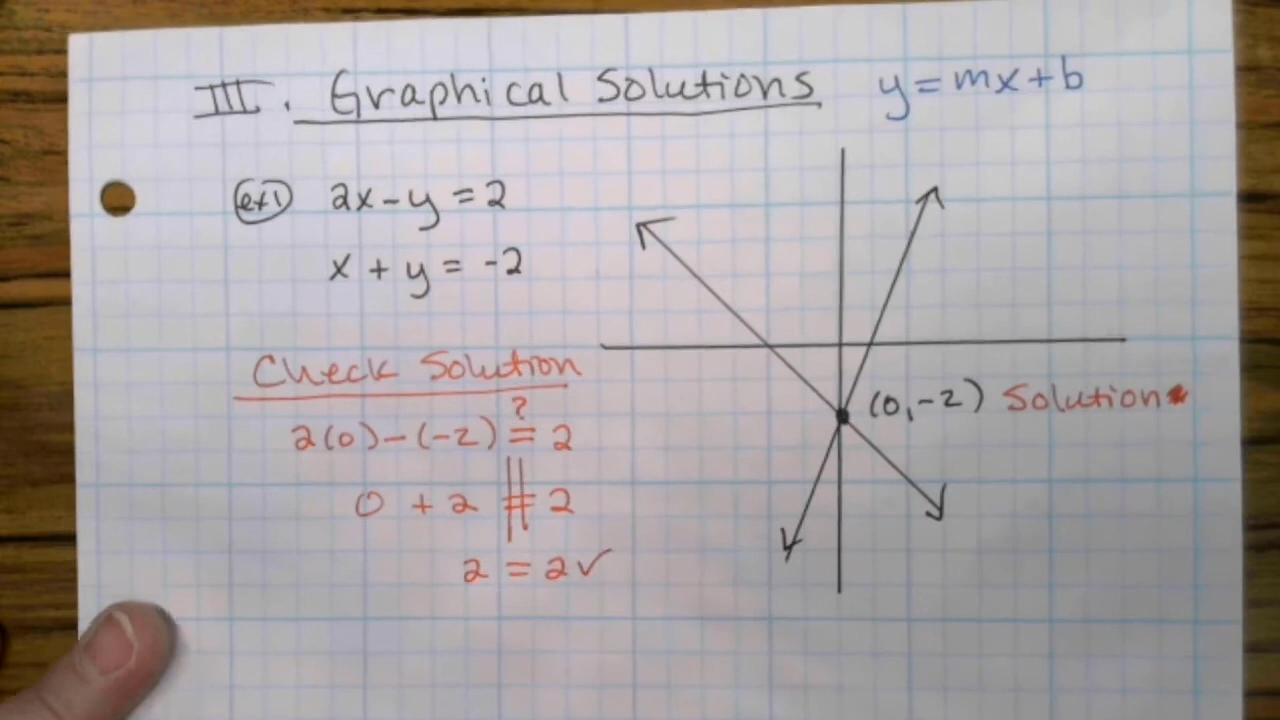 III. Graphical Solutions y=mx+b
ex1 2x-y=2
x+y=-2
Check Solution
2(0)-(-2)≟2
0+2=2
2=2✓
(0,-2) Solution